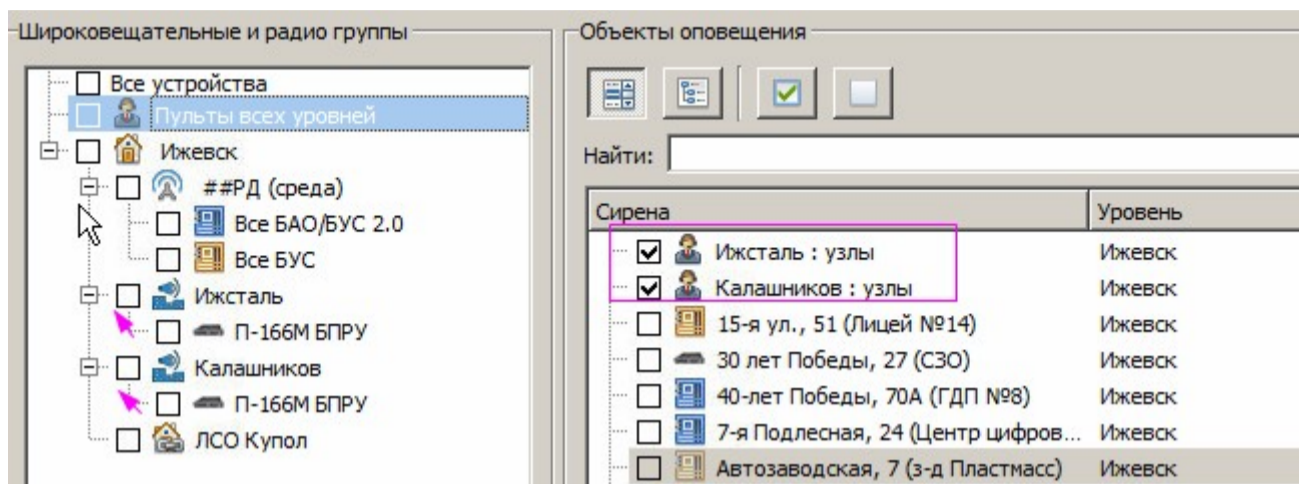 Широковещательные и радио группы
Все устройства
Пульты всех уровней
Ижевск
##РД (среда)
Все БАО/БУС 2.0
Все БУС
Ижсталь
П-166М БПРУ
Калашников
П-166М БПРУ
ЛСО Купол
Объекты оповещения
Найти:
Сирена Уровень
Ижсталь : узлы Ижевск
Калашников : узлы Ижевск
15-я ул., 51 (Лицей №14) Ижевск
30 лет Победы, 27 (СЗО) Ижевск
40-лет Победы, 70А (ГДП №8) Ижевск
7-я Подлесная, 24 (Центр цифров... Ижевск
Автозаводская, 7 (з-д Пластмасс) Ижевск